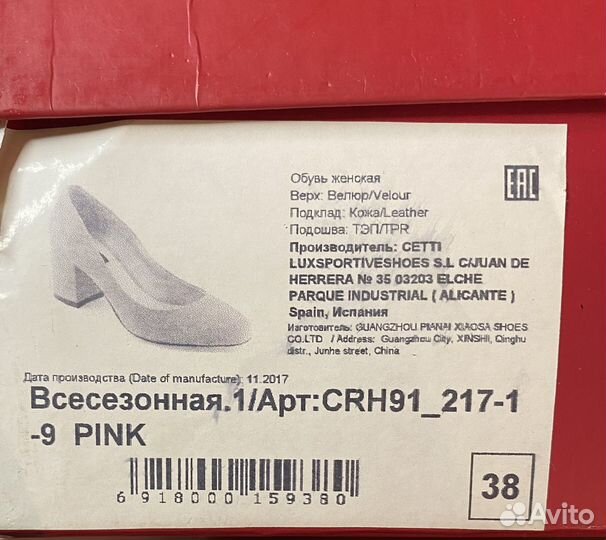 Обувь женская
Верх: Велюр/Velour
Подклад: Кожа/Leather
Подошва: ТЭП/TPR
Производитель: CETTI
LUXSPORTIVESHOES S.L C/JUAN DE
HERRERA № 35 03203 ELCHE
PARQUE INDUSTRIAL ( ALICANTE )
Spain, Испания
Изготовитель: GUANGZHOU PIANAI XIAOSA SHOES
CO.LTD / Address: Guangzhou City, XINSHI, Qinghu
distr., Junhe street, China
EAC
Дата производства (Date of manufacture): 11.2017
Всесезонная.1/Арт:CRH91_217-1
-9 PINK
6 918000 159380
38
Avito